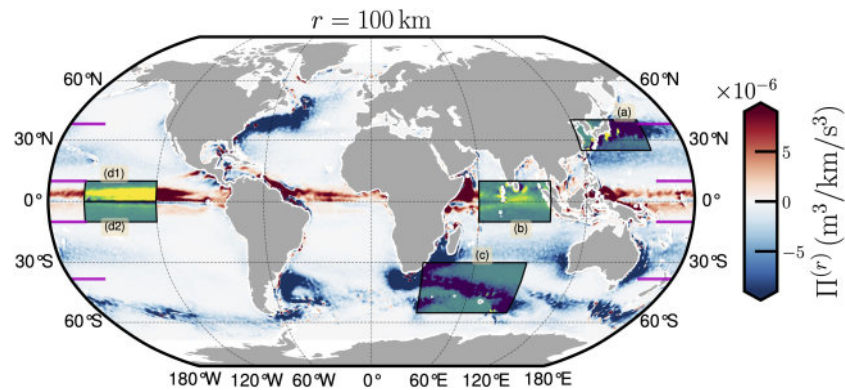 r = 100 km
×10⁻⁶
60°N
60°N
(a)
5
30°N
30°N
(d1)
0°
0°
0
(d2)
(b)
-5
30°S
(c)
30°S
60°S
60°S
180°W 120°W 60°W 0° 60°E 120°E 180°E
Π⁽ʳ⁾ (m³/km/s³)